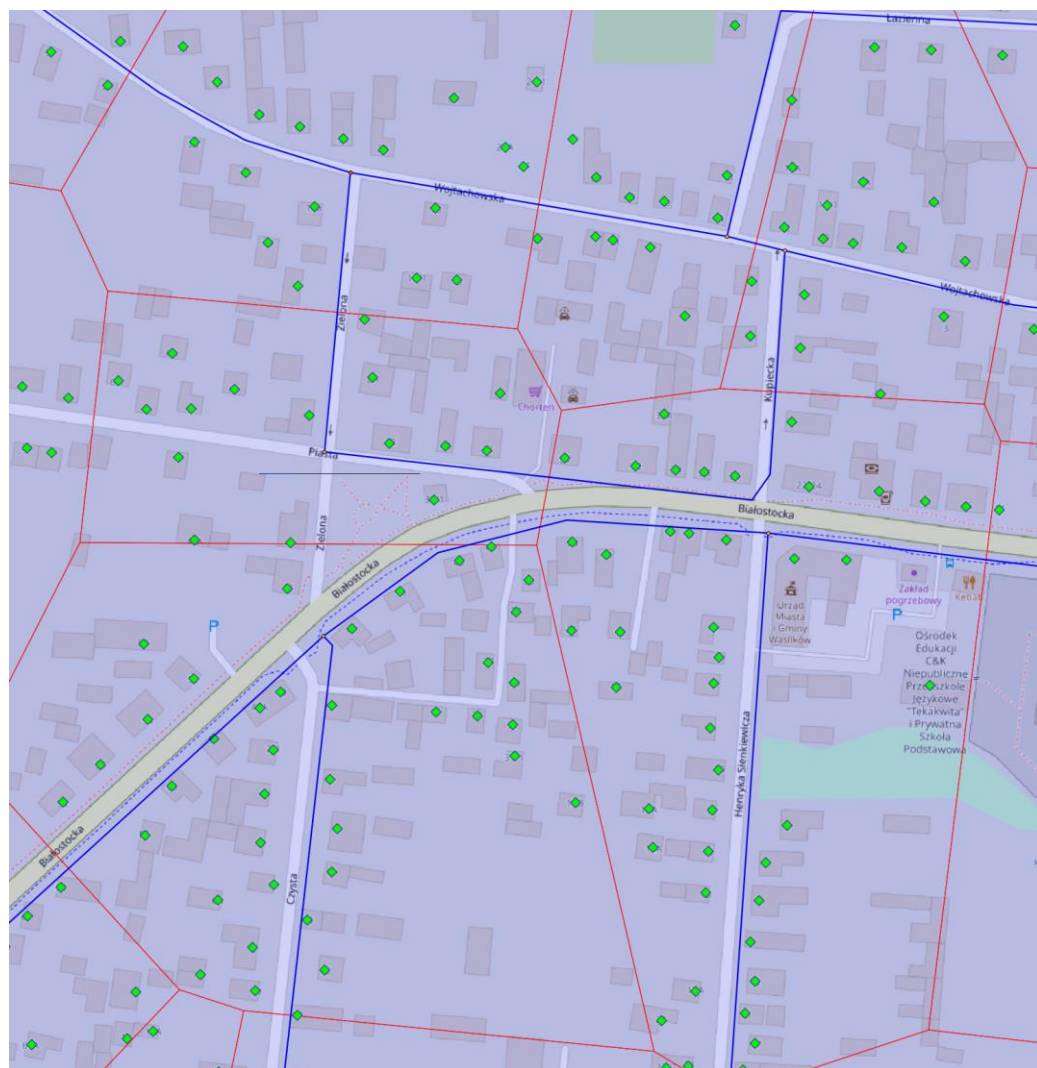 Łazienna
Wojtachowska
Zielona
Wojtachowska
3
Kupiecka
Chorten
Piasta
Białostocka
Zielona
Białostocka
P
Urząd
Miasta
i Gminy
Wasilków
Zakład
pogrzebowy
Kebab
P
Ośrodek
Edukacji
C&K
Niepubliczne
Przedszkole
Językowe
"Tekakwita"
i Prywatna
Szkoła
Podstawowa
Henryka Sienkiewicza
Białostocka
Czysta